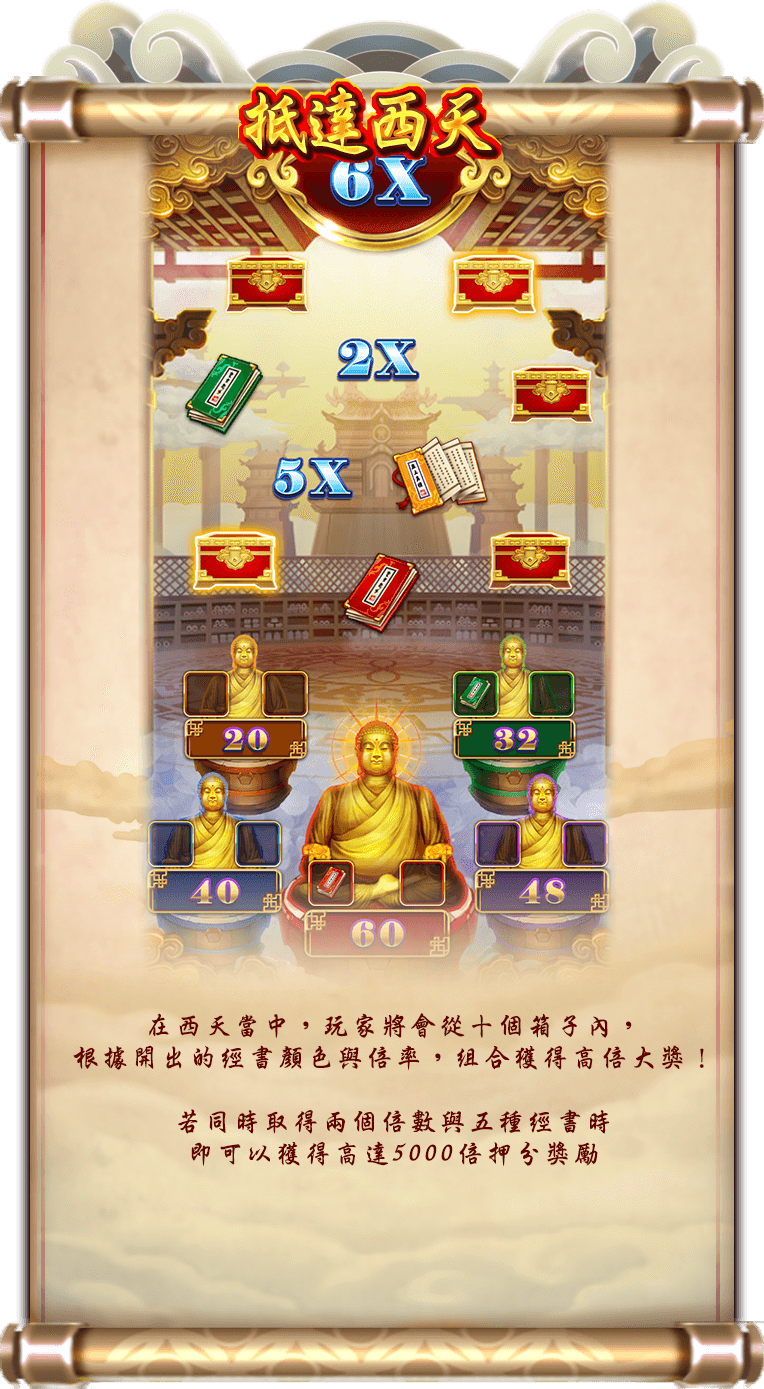 抵達西天
6X
2X
5X
20
32
40
48
60
在西天當中，玩家將會從十個箱子內，
根據開出的經書顏色與倍率，組合獲得高倍大獎！
若同時取得兩個倍數與五種經書時
即可以獲得高達5000倍押分獎勵